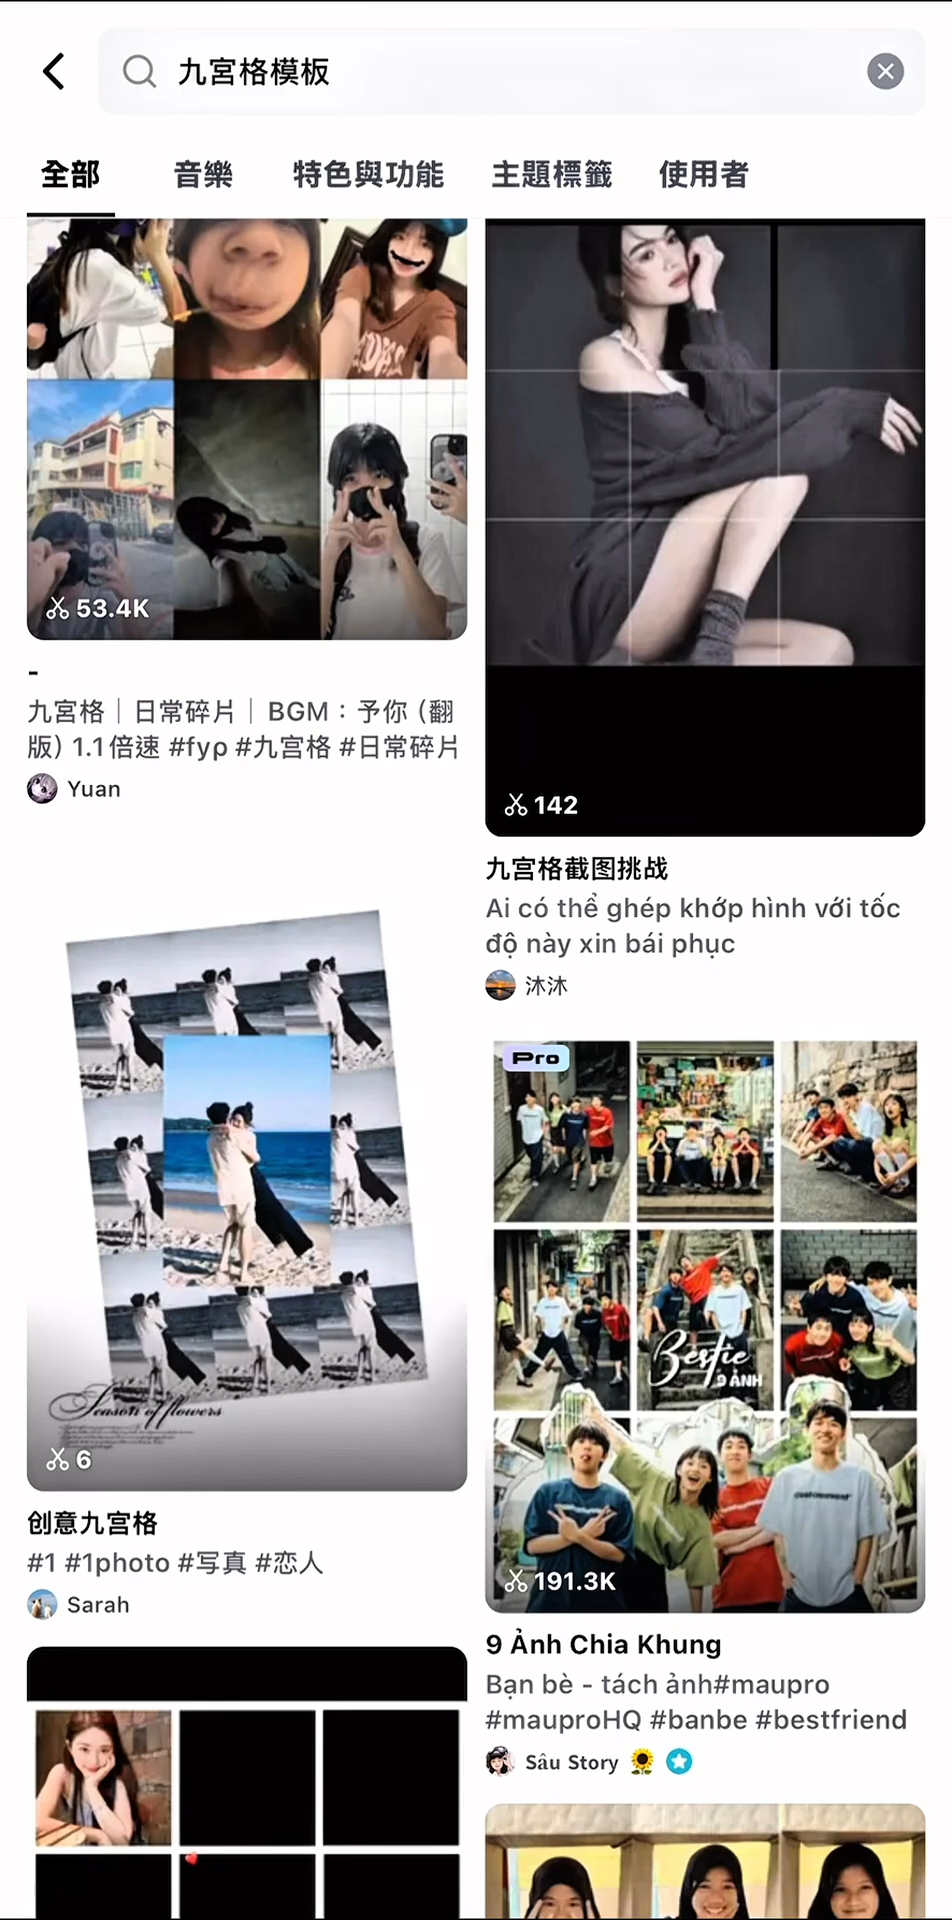 九宮格模板
全部 音樂 特色與功能 主題標籤 使用者
53.4K
-
九宮格｜日常碎片｜BGM：予你（翻
版）1.1倍速 #fyp #九宫格 #日常碎片
Yuan
142
九宫格截图挑战
Ai có thể ghép khớp hình với tốc
độ này xin bái phục
沐沐
Season of flowers
6
创意九宫格
#1 #1photo #写真 #恋人
Sarah
Pro
Bestie
9 ẢNH
191.3K
9 Ảnh Chia Khung
Bạn bè - tách ảnh#maupro
#mauproHQ #banbe #bestfriend
Sâu Story